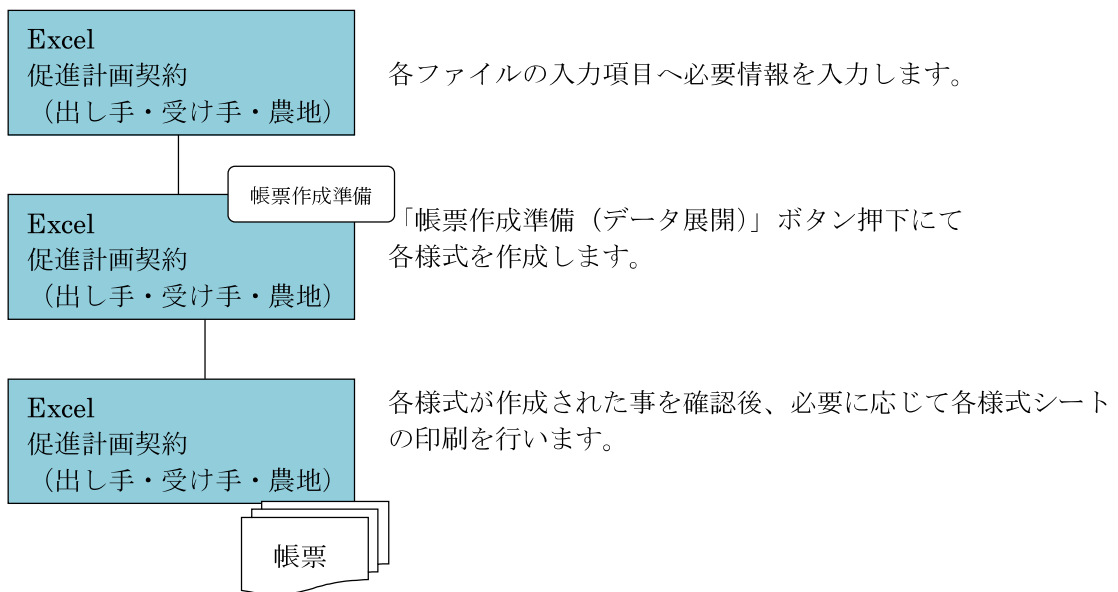 Excel
促進計画契約
（出し手・受け手・農地）
各ファイルの入力項目へ必要情報を入力します。
帳票作成準備
Excel
促進計画契約
（出し手・受け手・農地）
「帳票作成準備（データ展開）」ボタン押下にて
各様式を作成します。
Excel
促進計画契約
（出し手・受け手・農地）
各様式が作成された事を確認後、必要に応じて各様式シート
の印刷を行います。
帳票